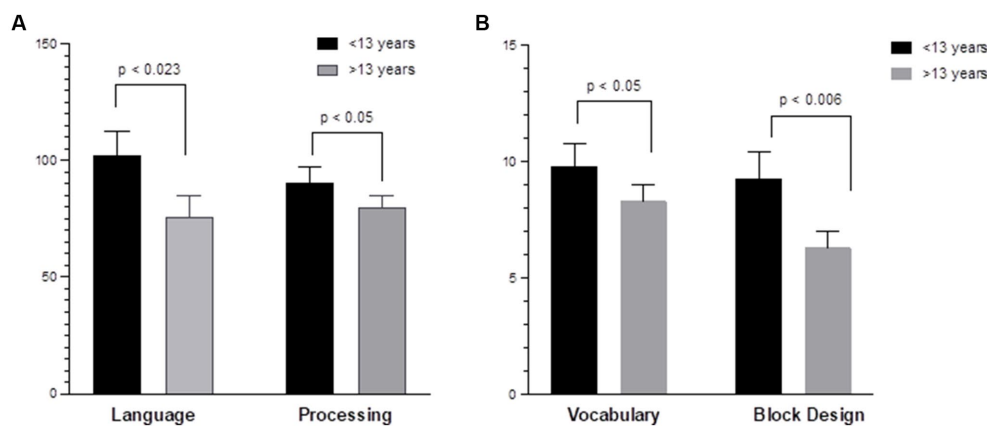 A
150
100
50
0
<13 years
>13 years
p < 0.023
p < 0.05
Language
Processing
B
15
10
5
0
<13 years
>13 years
p < 0.05
p < 0.006
Vocabulary
Block Design